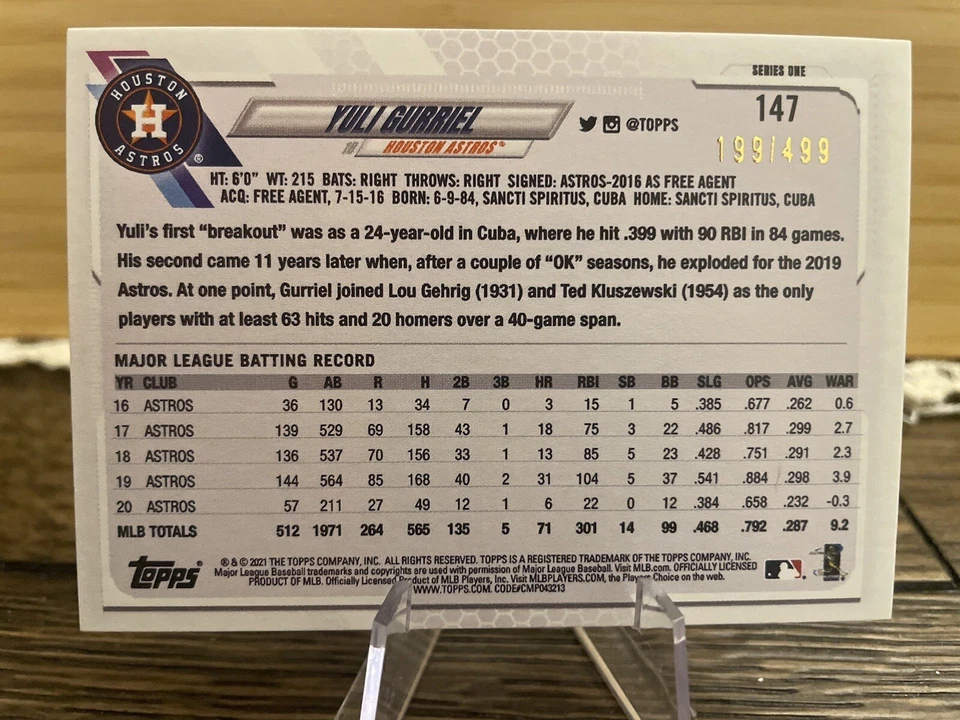 SERIES ONE
HOUSTON
ASTROS
®
YULI GURRIEL
1B HOUSTON ASTROS®
@TOPPS
147
199/499
HT: 6'0" WT: 215 BATS: RIGHT THROWS: RIGHT SIGNED: ASTROS-2016 AS FREE AGENT
ACQ: FREE AGENT, 7-15-16 BORN: 6-9-84, SANCTI SPIRITUS, CUBA HOME: SANCTI SPIRITUS, CUBA
Yuli's first "breakout" was as a 24-year-old in Cuba, where he hit .399 with 90 RBI in 84 games.
His second came 11 years later when, after a couple of "OK" seasons, he exploded for the 2019
Astros. At one point, Gurriel joined Lou Gehrig (1931) and Ted Kluszewski (1954) as the only
players with at least 63 hits and 20 homers over a 40-game span.
MAJOR LEAGUE BATTING RECORD
YR CLUB G AB R H 2B 3B HR RBI SB BB SLG OPS AVG WAR
16 ASTROS 36 130 13 34 7 0 3 15 1 5 .385 .677 .262 0.6
17 ASTROS 139 529 69 158 43 1 18 75 3 22 .486 .817 .299 2.7
18 ASTROS 136 537 70 156 33 1 13 85 5 23 .428 .751 .291 2.3
19 ASTROS 144 564 85 168 40 2 31 104 5 37 .541 .884 .298 3.9
20 ASTROS 57 211 27 49 12 1 6 22 0 12 .384 .658 .232 -0.3
MLB TOTALS 512 1971 264 565 135 5 71 301 14 99 .468 .792 .287 9.2
topps®
® & © 2021 THE TOPPS COMPANY, INC. ALL RIGHTS RESERVED. TOPPS IS A REGISTERED TRADEMARK OF THE TOPPS COMPANY, INC.
Major League Baseball trademarks and copyrights are used with permission of Major League Baseball. Visit MLB.com. OFFICIALLY LICENSED
PRODUCT OF MLB. Officially Licensed Product of MLB Players, Inc. Visit MLBPLAYERS.COM, the Players Choice on the web.
WWW.TOPPS.COM. CODE#CMP043213